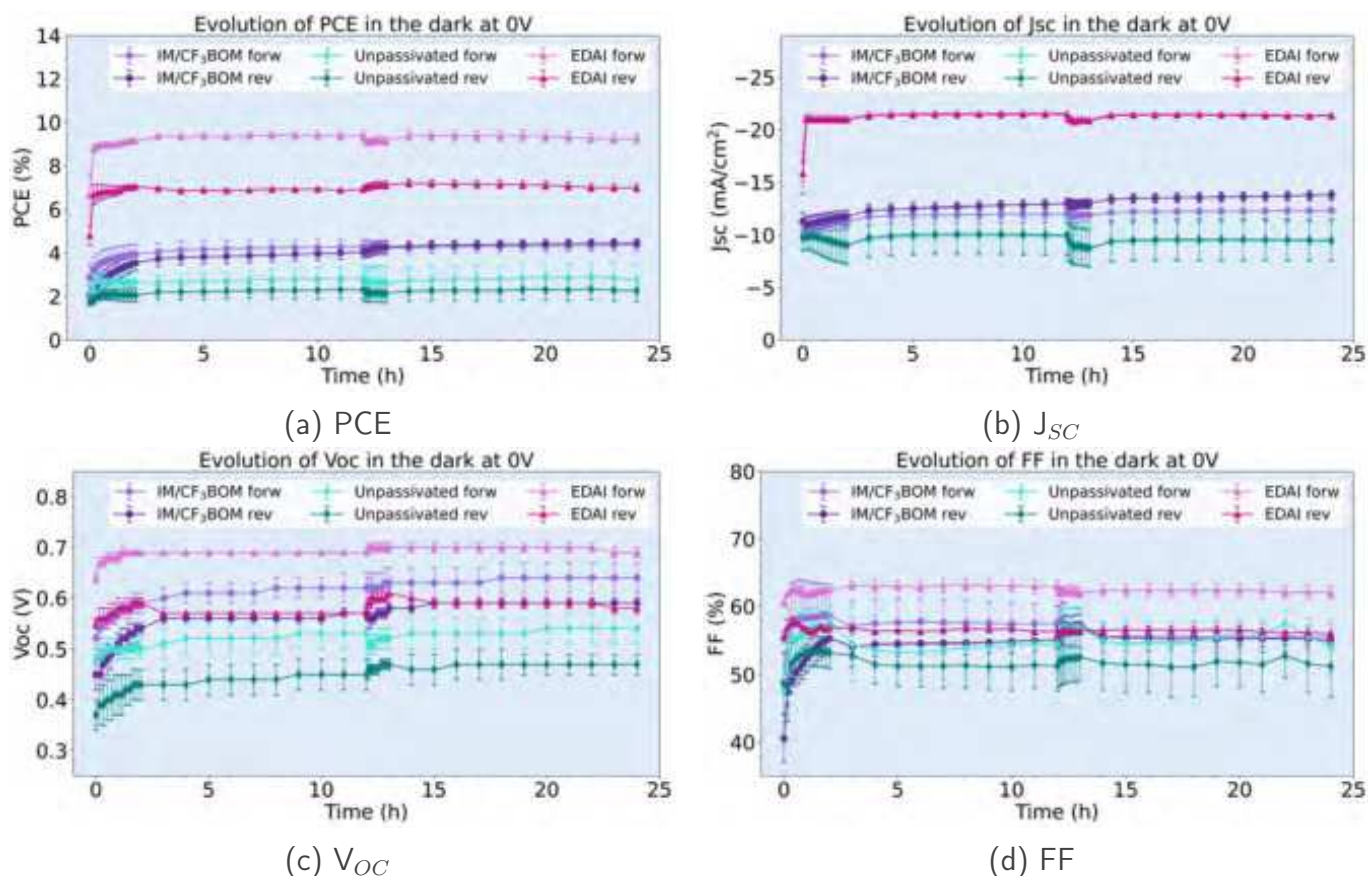 Evolution of PCE in the dark at 0V
14
12
10
8
6
4
2
0
PCE (%)
IM/CF₃BOM forw
IM/CF₃BOM rev
Unpassivated forw
Unpassivated rev
EDAI forw
EDAI rev
0 5 10 15 20 25
Time (h)
(a) PCE
Evolution of Jsc in the dark at 0V
−25
−20
−15
−10
−5
0
Jsc (mA/cm²)
IM/CF₃BOM forw
IM/CF₃BOM rev
Unpassivated forw
Unpassivated rev
EDAI forw
EDAI rev
0 5 10 15 20 25
Time (h)
(b) J_SC
Evolution of Voc in the dark at 0V
0.8
0.7
0.6
0.5
0.4
0.3
Voc (V)
IM/CF₃BOM forw
IM/CF₃BOM rev
Unpassivated forw
Unpassivated rev
EDAI forw
EDAI rev
0 5 10 15 20 25
Time (h)
(c) V_OC
Evolution of FF in the dark at 0V
80
70
60
50
40
FF (%)
IM/CF₃BOM forw
IM/CF₃BOM rev
Unpassivated forw
Unpassivated rev
EDAI forw
EDAI rev
0 5 10 15 20 25
Time (h)
(d) FF